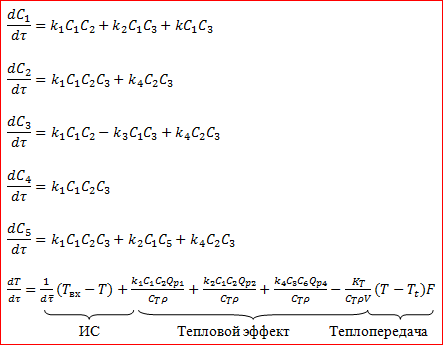 dC₁/dτ = k₁C₁C₂ + k₂C₁C₃ + kC₁C₃
dC₂/dτ = k₁C₁C₂C₃ + k₄C₂C₃
dC₃/dτ = k₁C₁C₂ − k₃C₁C₃ + k₄C₂C₃
dC₄/dτ = k₁C₁C₂C₃
dC₅/dτ = k₁C₁C₂C₃ + k₂C₁C₅ + k₄C₂C₃
dT/dτ = 1/dτ̄ (Tвх − T) + k₁C₁C₂Qp₁/C_Tρ + k₂C₁C₂Qp₂/C_Tρ + k₄C₃C₆Qp₄/C_Tρ − K_T/C_TρV (T − T_t)F
ИС Тепловой эффект Теплопередача